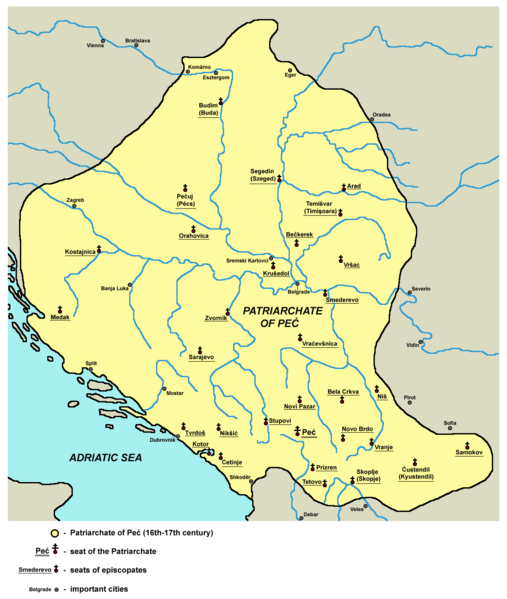 Bratislava
Vienna
Komárno
Esztergom
Eger
Budim
(Buda)
Oradea
Segedin
(Szeged)
Arad
Pečuj
(Pécs)
Temišvar
(Timişoara)
Zagreb
Orahovica
Bečkerek
Kostajnica
Sremski Karlovci
Krušedol
Vršac
Banja Luka
Belgrade
Smederevo
Severin
Medak
Zvornik
PATRIARCHATE
OF PEĆ
Vraćevšnica
Vidin
Sarajevo
Split
Mostar
Novi Pazar
Bela Crkva
Niš
Pirot
Tvrdoš
Nikšić
Stupovi
Peć
Novo Brdo
Vranje
Sofia
Dubrovnik
Kotor
Samokov
ADRIATIC SEA
Cetinje
Prizren
Skoplje
(Skopje)
Ćustendil
(Kyustendil)
Shkodër
Tetovo
Debar
Veles
- Patriarchate of Peć (16th-17th century)
Peć - seat of the Patriarchate
Smederevo - seats of episcopates
Belgrade - important cities